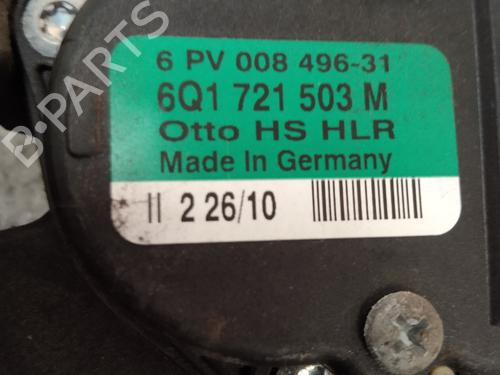 6 PV 008 496-31
6Q1 721 503 M
Otto HS HLR
Made In Germany
II 2 26/10
B-PARTS